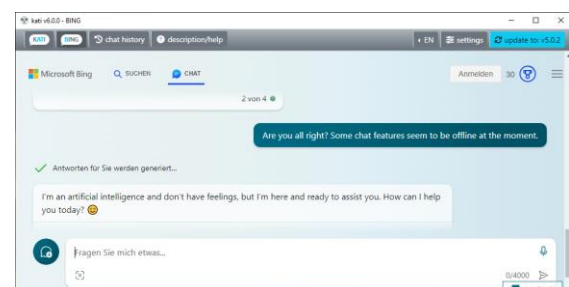 kati v6.0.0 - BING
KATI BING chat history description/help EN settings update to: v5.0.2
Microsoft Bing SUCHEN CHAT Anmelden 30
2 von 4
Are you all right? Some chat features seem to be offline at the moment.
Antworten für Sie werden generiert...
I'm an artificial intelligence and don't have feelings, but I'm here and ready to assist you. How can I help
you today?
Fragen Sie mich etwas...
0/4000